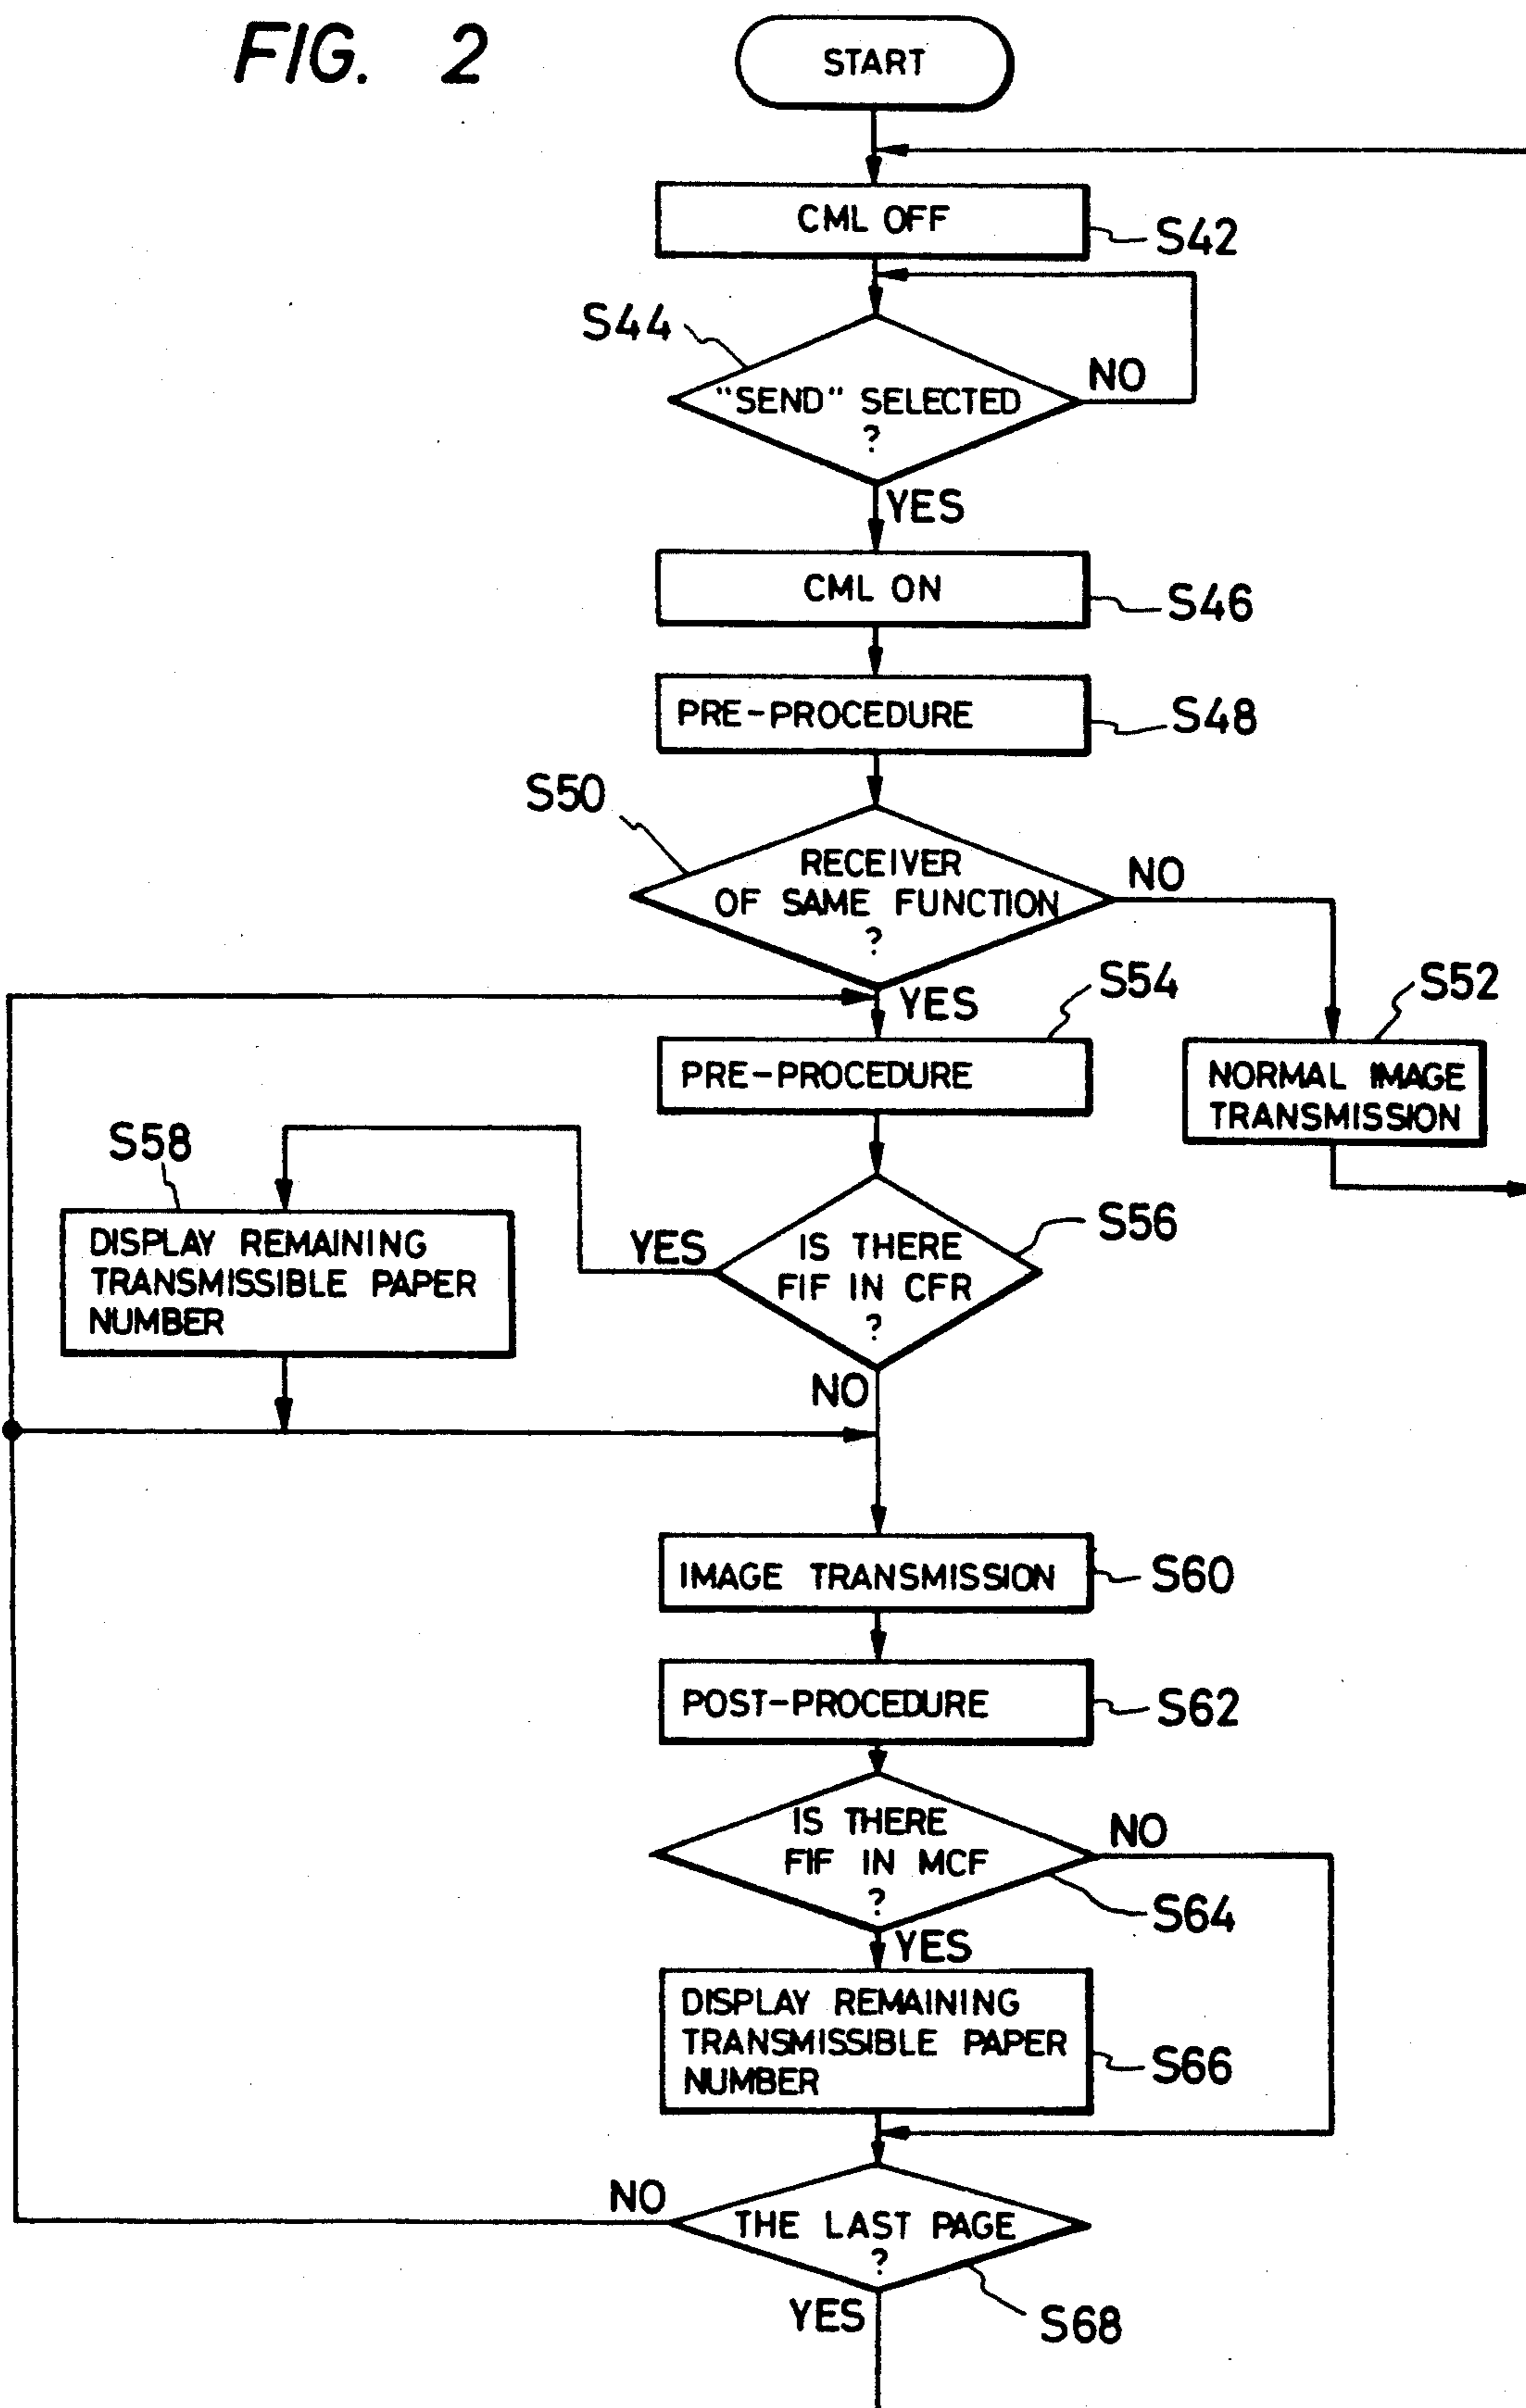 FIG. 2
START
CML OFF
S42
S44
"SEND" SELECTED
?
NO
YES
CML ON
S46
PRE-PROCEDURE
S48
S50
RECEIVER
OF SAME FUNCTION
?
NO
YES
S54
S52
PRE-PROCEDURE
NORMAL IMAGE
TRANSMISSION
S58
DISPLAY REMAINING
TRANSMISSIBLE PAPER
NUMBER
YES
IS THERE
FIF IN CFR
?
S56
NO
IMAGE TRANSMISSION
S60
POST-PROCEDURE
S62
IS THERE
FIF IN MCF
?
NO
S64
YES
DISPLAY REMAINING
TRANSMISSIBLE PAPER
NUMBER
S66
NO
THE LAST PAGE
?
YES
S68